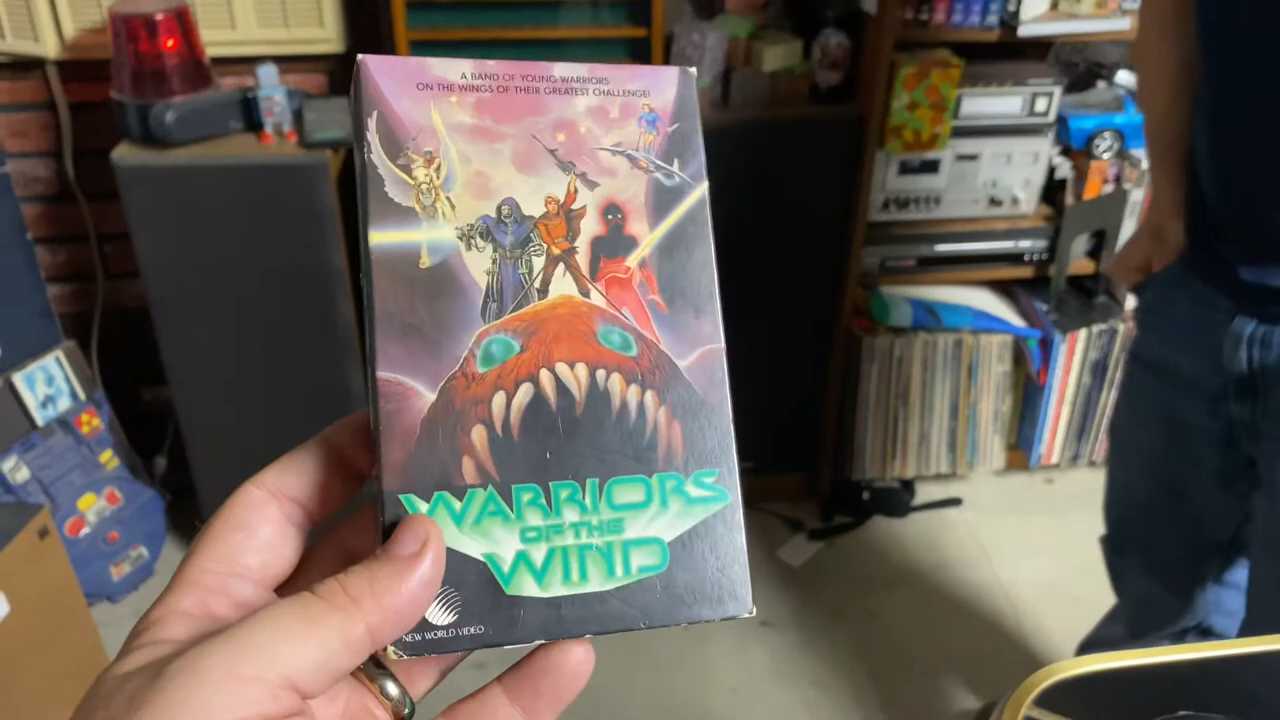 A BAND OF YOUNG WARRIORS
ON THE WINGS OF THEIR GREATEST CHALLENGE!
WARRIORS
OF THE
WIND
NEW WORLD VIDEO